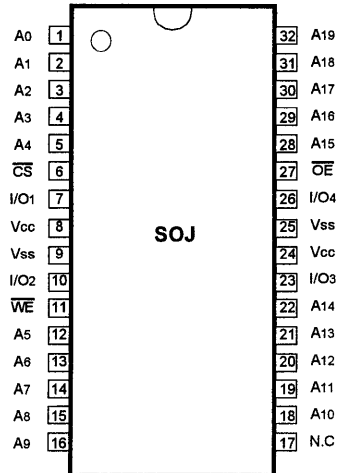 A0 1 32 A19
A1 2 31 A18
A2 3 30 A17
A3 4 29 A16
A4 5 28 A15
C̅S̅ 6 27 O̅E̅
I/O1 7 26 I/O4
Vcc 8 25 Vss
SOJ
Vss 9 24 Vcc
I/O2 10 23 I/O3
W̅E̅ 11 22 A14
A5 12 21 A13
A6 13 20 A12
A7 14 19 A11
A8 15 18 A10
A9 16 17 N.C